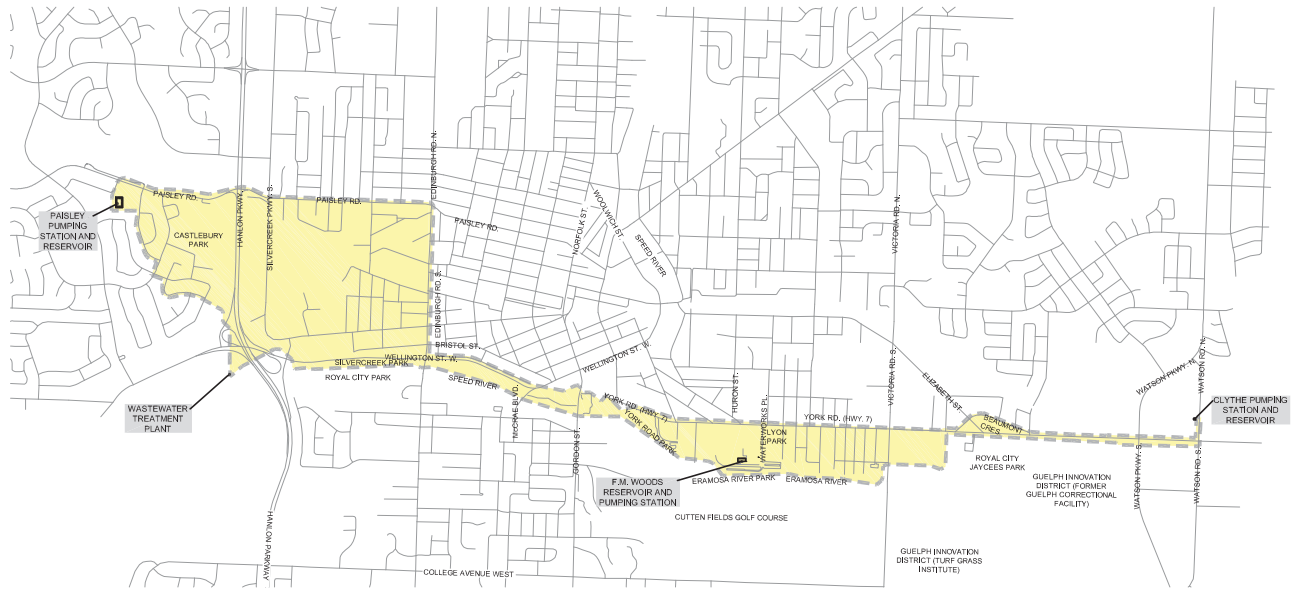 PAISLEY RD.
PAISLEY RD.
PAISLEY
PUMPING
STATION AND
RESERVOIR
CASTLEBURY
PARK
HANLON PKWY.
SILVERCREEK PKWY. S.
EDINBURGH RD. N.
PAISLEY RD.
EDINBURGH RD. S.
NORFOLK ST.
WOOLWICH ST.
SPEED RIVER
VICTORIA RD. N.
BRISTOL ST.
WELLINGTON ST. W.
SILVERCREEK PARK
ROYAL CITY PARK
SPEED RIVER
WELLINGTON ST. W.
WASTEWATER
TREATMENT
PLANT
McCRAE BLVD.
GORDON ST.
YORK RD. (HWY. 7)
YORK ROAD PARK
HURON ST.
WATERWORKS PL.
LYON
PARK
YORK RD, (HWY. 7)
VICTORIA RD. S.
ELIZABETH ST.
BEAUMONT
CRES.
WATSON PKWY. N.
WATSON RD. N.
CLYTHE PUMPING
STATION AND
RESERVOIR
F.M. WOODS
RESERVOIR AND
PUMPING STATION
ERAMOSA RIVER PARK
ERAMOSA RIVER
ROYAL CITY
JAYCEES PARK
GUELPH INNOVATION
DISTRICT (FORMER
GUELPH CORRECTIONAL
FACILITY)
WATSON PKWY. S.
WATSON RD. S.
CUTTEN FIELDS GOLF COURSE
HANLON PARKWAY
COLLEGE AVENUE WEST
GUELPH INNOVATION
DISTRICT (TURF GRASS
INSTITUTE)